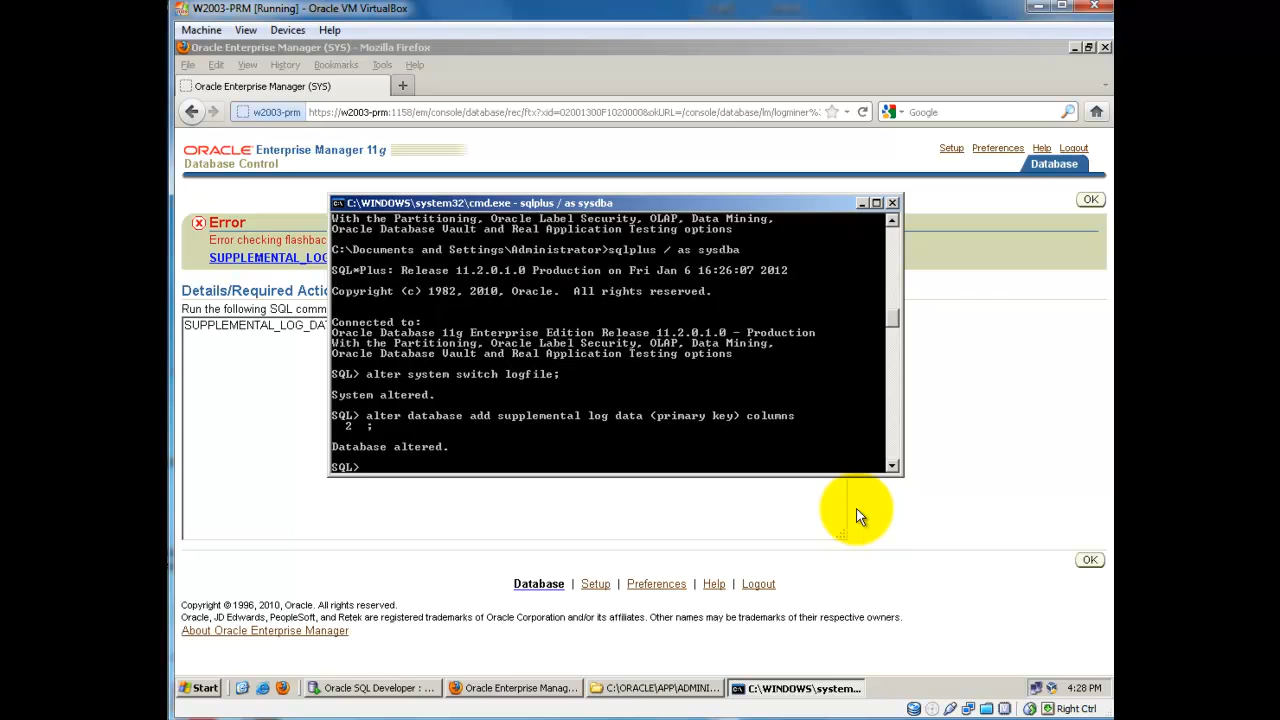 W2003-PRM [Running] - Oracle VM VirtualBox
Machine View Devices Help
Oracle Enterprise Manager (SYS) - Mozilla Firefox
File Edit View History Bookmarks Tools Help
Oracle Enterprise Manager (SYS) +
w2003-prm https://w2003-prm:1158/em/console/database/rec/ftx?xid=02001300F1020000&okURL=/console/database/lm/logminer% Google
ORACLE Enterprise Manager 11g
Database Control
Setup Preferences Help Logout
Database
OK
Error
Error checking flashba
SUPPLEMENTAL_LO
Details/Required Acti
Run the following SQL comm
SUPPLEMENTAL_LOG_DA
C:\WINDOWS\system32\cmd.exe - sqlplus / as sysdba
With the Partitioning, Oracle Label Security, OLAP, Data Mining,
Oracle Database Vault and Real Application Testing options
C:\Documents and Settings\Administrator>sqlplus / as sysdba
SQL*Plus: Release 11.2.0.1.0 Production on Fri Jan 6 16:26:07 2012
Copyright (c) 1982, 2010, Oracle. All rights reserved.
Connected to:
Oracle Database 11g Enterprise Edition Release 11.2.0.1.0 - Production
With the Partitioning, Oracle Label Security, OLAP, Data Mining,
Oracle Database Vault and Real Application Testing options
SQL> alter system switch logfile;
System altered.
SQL> alter database add supplemental log data (primary key) columns
2 ;
Database altered.
SQL>
OK
Database | Setup | Preferences | Help | Logout
Copyright © 1996, 2010, Oracle. All rights reserved.
Oracle, JD Edwards, PeopleSoft, and Retek are registered trademarks of Oracle Corporation and/or its affiliates. Other names may be trademarks of their respective owners.
About Oracle Enterprise Manager
Start Oracle SQL Developer : ... Oracle Enterprise Manag... C:\ORACLE\APP\ADMINI... C:\WINDOWS\system... 4:28 PM
Right Ctrl